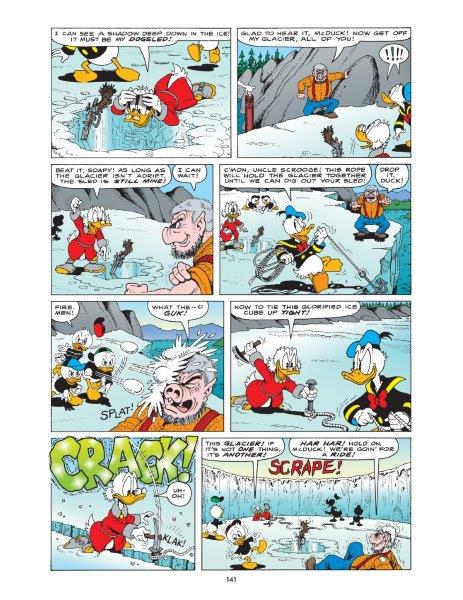 I CAN SEE A SHADOW DEEP DOWN IN THE ICE!
IT MUST BE MY DOGSLED!
GLAD TO HEAR IT, McDUCK! NOW GET OFF
MY GLACIER, ALL OF YOU!
!!!!
BEAT IT, SOAPY! AS LONG AS
THE GLACIER ISN'T ADRIFT,
THE SLED IS STILL MINE!
I CAN
WAIT!
C'MON, UNCLE SCROOGE! THIS ROPE
WILL HOLD THE GLACIER TOGETHER
UNTIL WE CAN DIG OUT YOUR SLED!
DROP
IT,
DUCK!
FIRE,
MEN!
WHAT THE--
GUK!
SPLAT!
NOW TO TIE THIS GLORIFIED ICE
CUBE UP TIGHT!
CRACK!
UH-
OH!
KLAK!
THIS GLACIER! IF
IT'S NOT ONE THING,
IT'S ANOTHER!
HAR HAR! HOLD ON,
McDUCK! WE'RE GOIN' FOR
A RIDE!
SCRAPE!
141